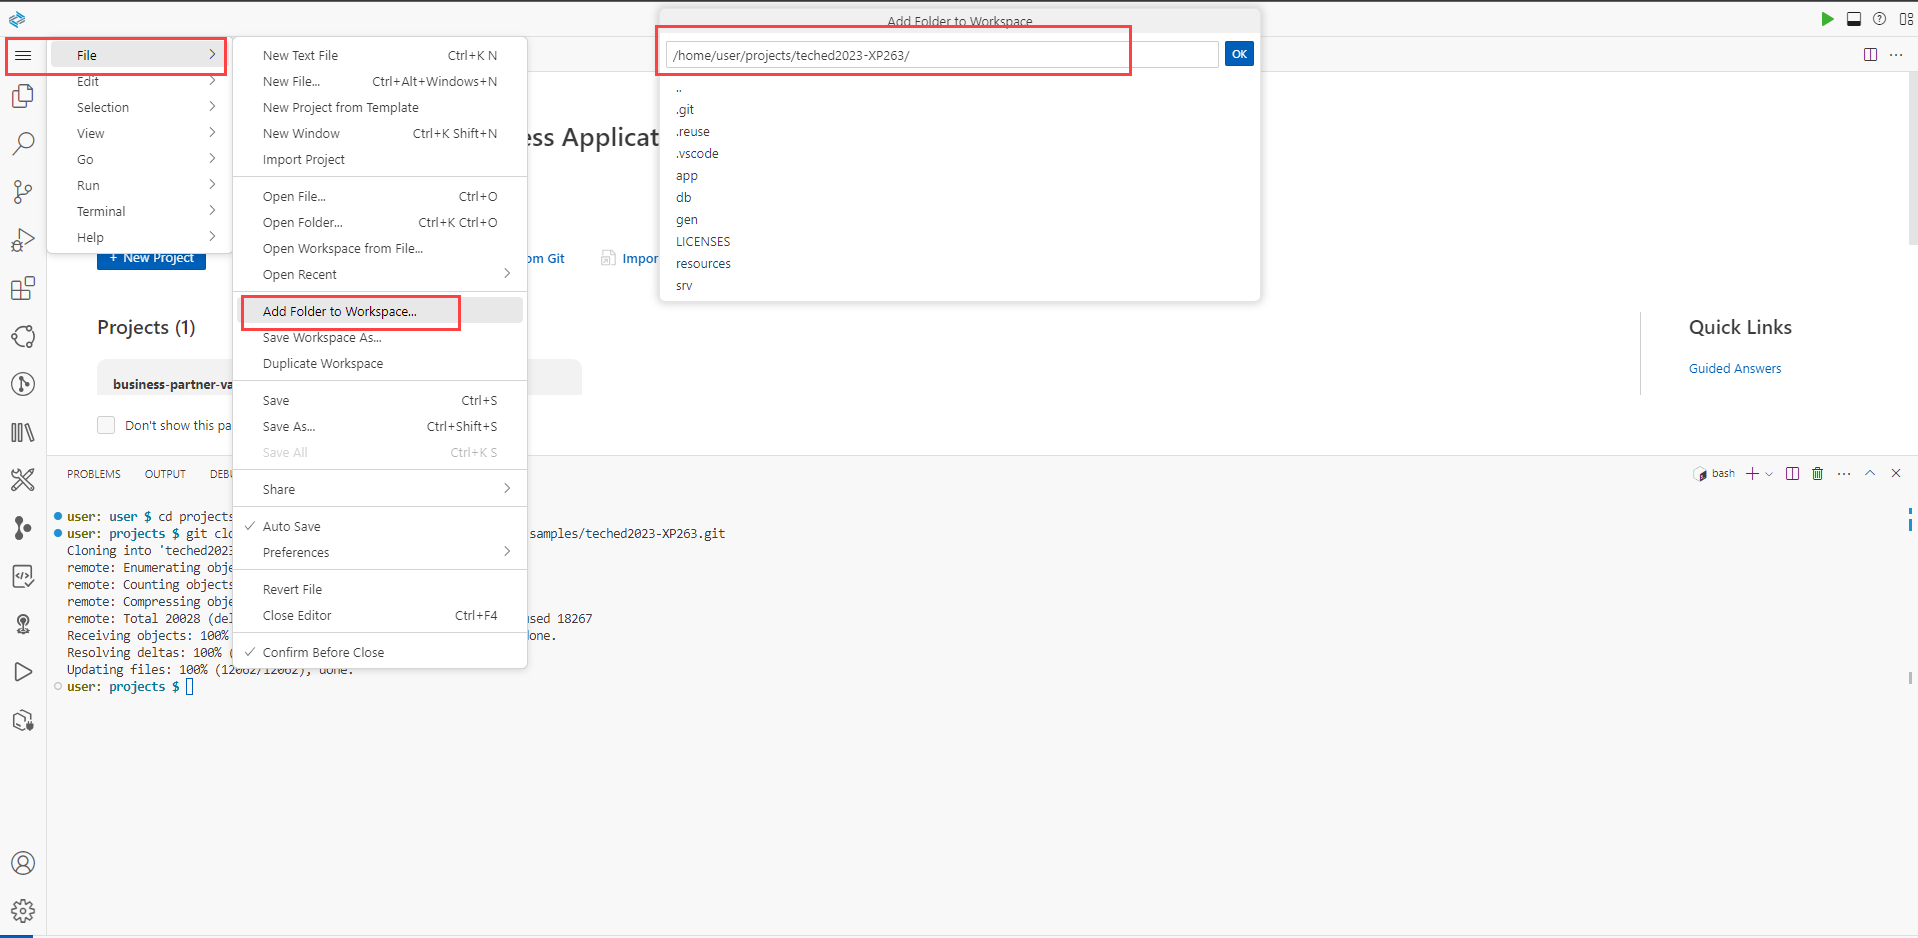 Add Folder to Workspace
/home/user/projects/teched2023-XP263/
OK
..
.git
.reuse
.vscode
app
db
gen
LICENSES
resources
srv
File
Edit
Selection
View
Go
Run
Terminal
Help
New Text File Ctrl+K N
New File... Ctrl+Alt+Windows+N
New Project from Template
New Window Ctrl+K Shift+N
Import Project
Open File... Ctrl+O
Open Folder... Ctrl+K Ctrl+O
Open Workspace from File...
Open Recent
Add Folder to Workspace...
Save Workspace As...
Duplicate Workspace
Save Ctrl+S
Save As... Ctrl+Shift+S
Save All Ctrl+K S
Share
Auto Save
Preferences
Revert File
Close Editor Ctrl+F4
Confirm Before Close
ess Applicat
+ New Project
om Git
Impor
Projects (1)
business-partner-va
Don't show this pa
Quick Links
Guided Answers
PROBLEMS OUTPUT DEBU
bash
user: user $ cd projects
user: projects $ git clo samples/teched2023-XP263.git
Cloning into 'teched2023
remote: Enumerating obje
remote: Counting objects
remote: Compressing obje
remote: Total 20028 (del used 18267
Receiving objects: 100% done.
Resolving deltas: 100% (
Updating files: 100% (12062/12062), done.
user: projects $